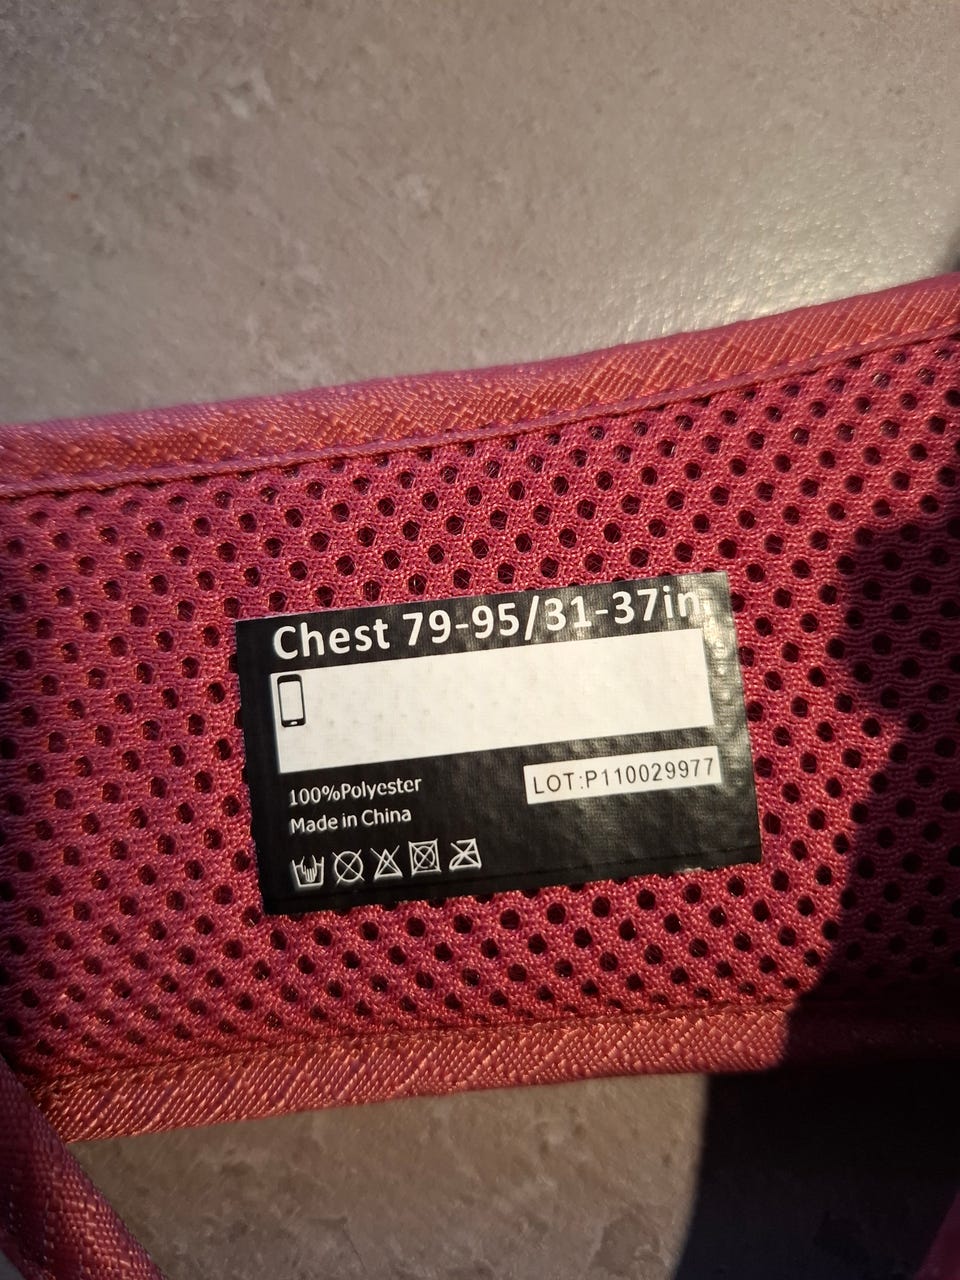 Chest 79-95/31-37in
LOT:P110029977
100%Polyester
Made in China